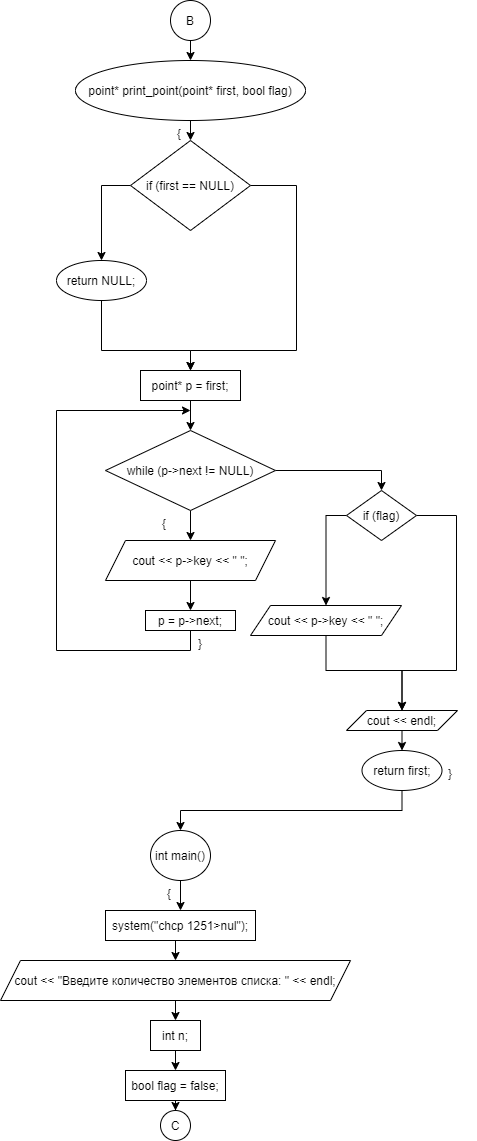 B
point* print_point(point* first, bool flag)
{
if (first == NULL)
return NULL;
point* p = first;
while (p->next != NULL)
if (flag)
{
cout << p->key << " ";
p = p->next;
cout << p->key << " ";
}
cout << endl;
return first;
}
int main()
{
system("chcp 1251>nul");
cout << "Введите количество элементов списка: " << endl;
int n;
bool flag = false;
C